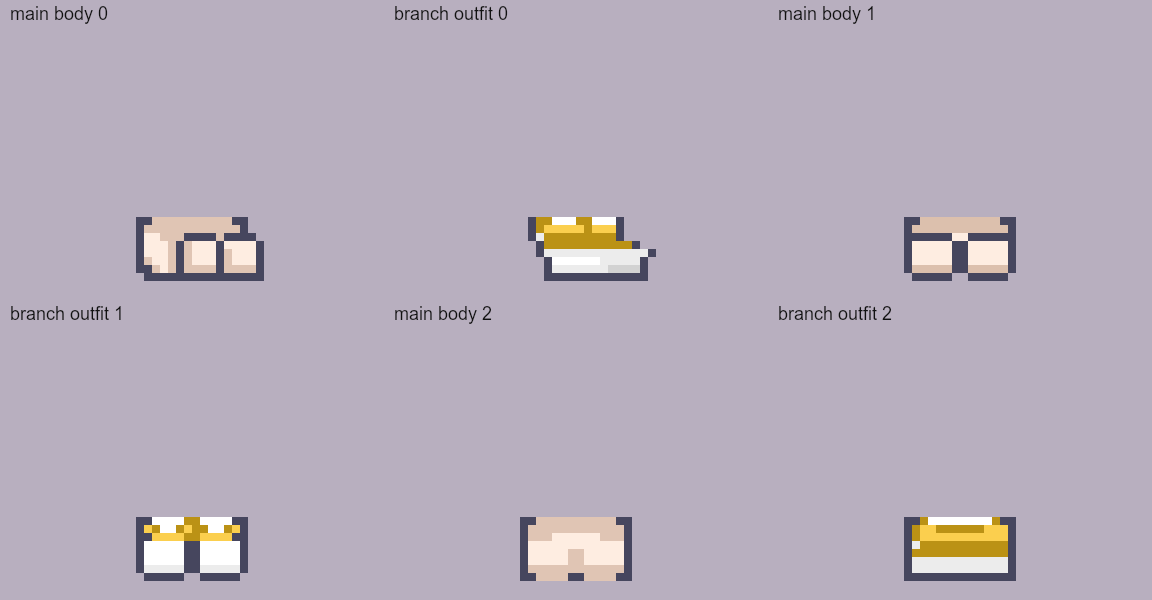 main body 0
branch outfit 0
main body 1
branch outfit 1
main body 2
branch outfit 2